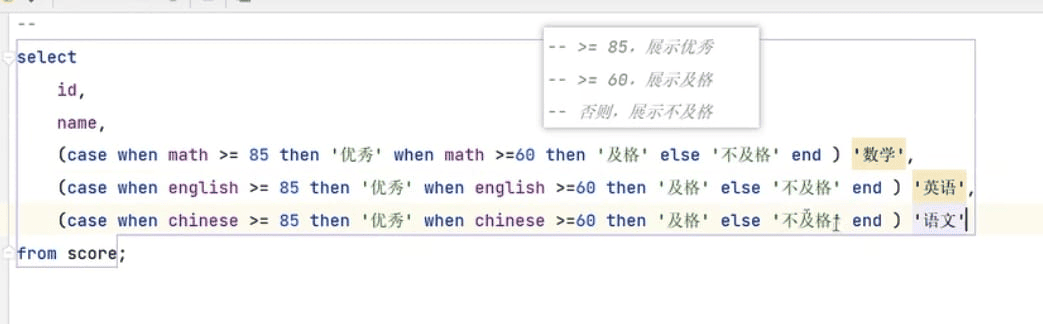 --
select
-- >= 85，展示优秀
id,
-- >= 60，展示及格
name,
-- 否则，展示不及格
(case when math >= 85 then '优秀' when math >=60 then '及格' else '不及格' end ) '数学',
(case when english >= 85 then '优秀' when english >=60 then '及格' else '不及格' end ) '英语',
(case when chinese >= 85 then '优秀' when chinese >=60 then '及格' else '不及格' end ) '语文'
from score;